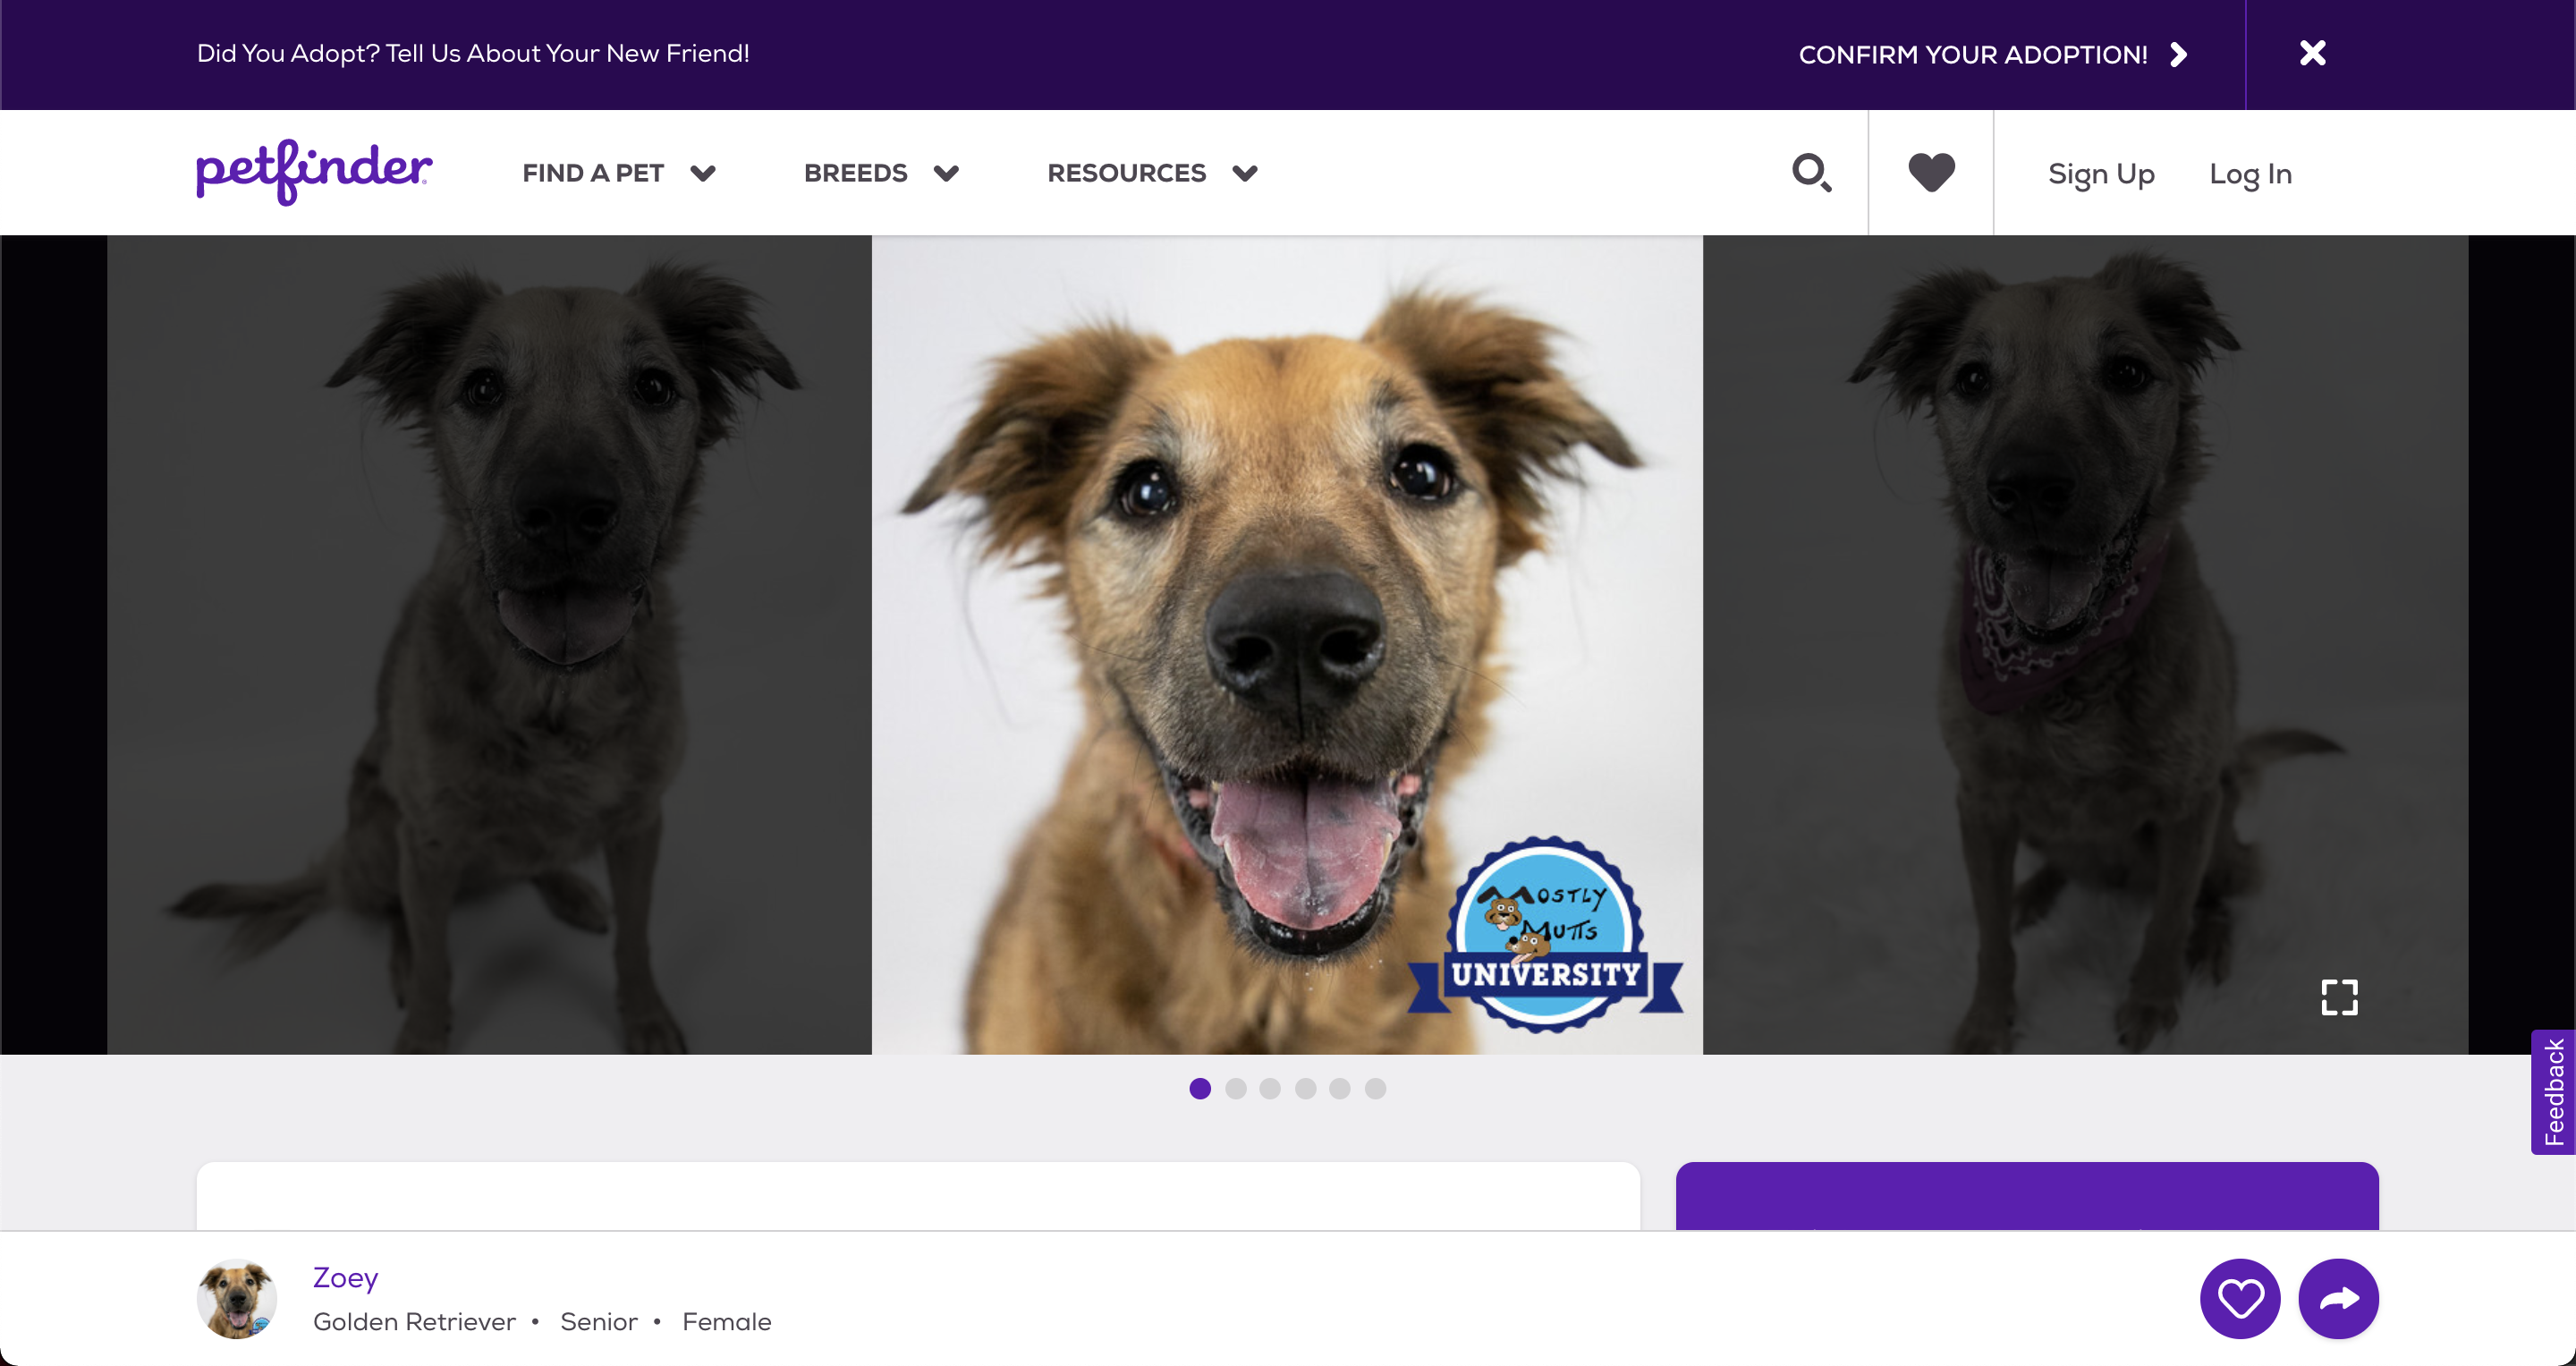 Did You Adopt? Tell Us About Your New Friend!
CONFIRM YOUR ADOPTION!
petfinder
FIND A PET
BREEDS
RESOURCES
Sign Up
Log In
MOSTLY
MUTTS
UNIVERSITY
Feedback
Zoey
Golden Retriever • Senior • Female